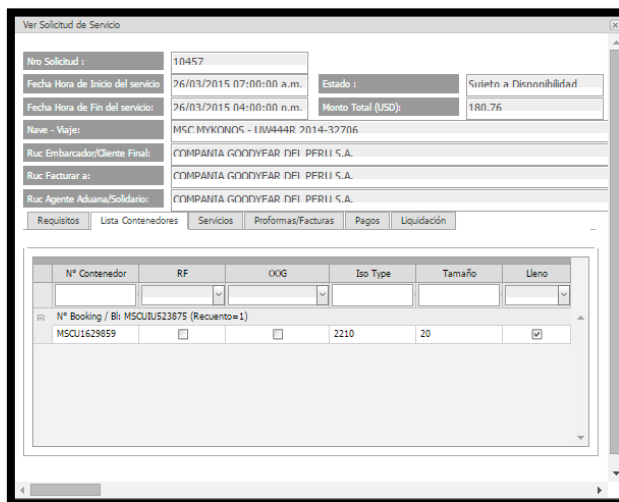 Ver Solicitud de Servicio
Nro Solicitud : 10457
Fecha Hora de Inicio del servicio 26/03/2015 07:00:00 a.m. Estado : Sujeto a Disponibilidad
Fecha Hora de Fin del servicio: 26/03/2015 04:00:00 p.m. Monto Total (USD): 180.76
Nave - Viaje: MSC MYKONOS - UW444R 2014-32706
Ruc Embarcador/Cliente Final: COMPANIA GOODYEAR DEL PERU S.A.
Ruc Facturar a: COMPANIA GOODYEAR DEL PERU S.A.
Ruc Agente Aduana/Solidario: COMPANIA GOODYEAR DEL PERU S.A.
Requisitos Lista Contenedores Servicios Proformas/Facturas Pagos Liquidación
N° Contenedor RF OOG Iso Type Tamaño Lleno
N° Booking / Bl: MSCUIU523875 (Recuento=1)
MSCU1629859 2210 20